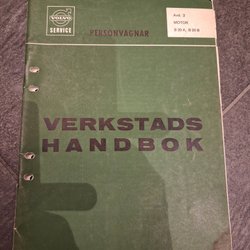 VOLVO
SERVICE
PERSONVAGNAR
Avd. 2
MOTOR
B 20 A, B 20 B
VERKSTADS
HANDBOK